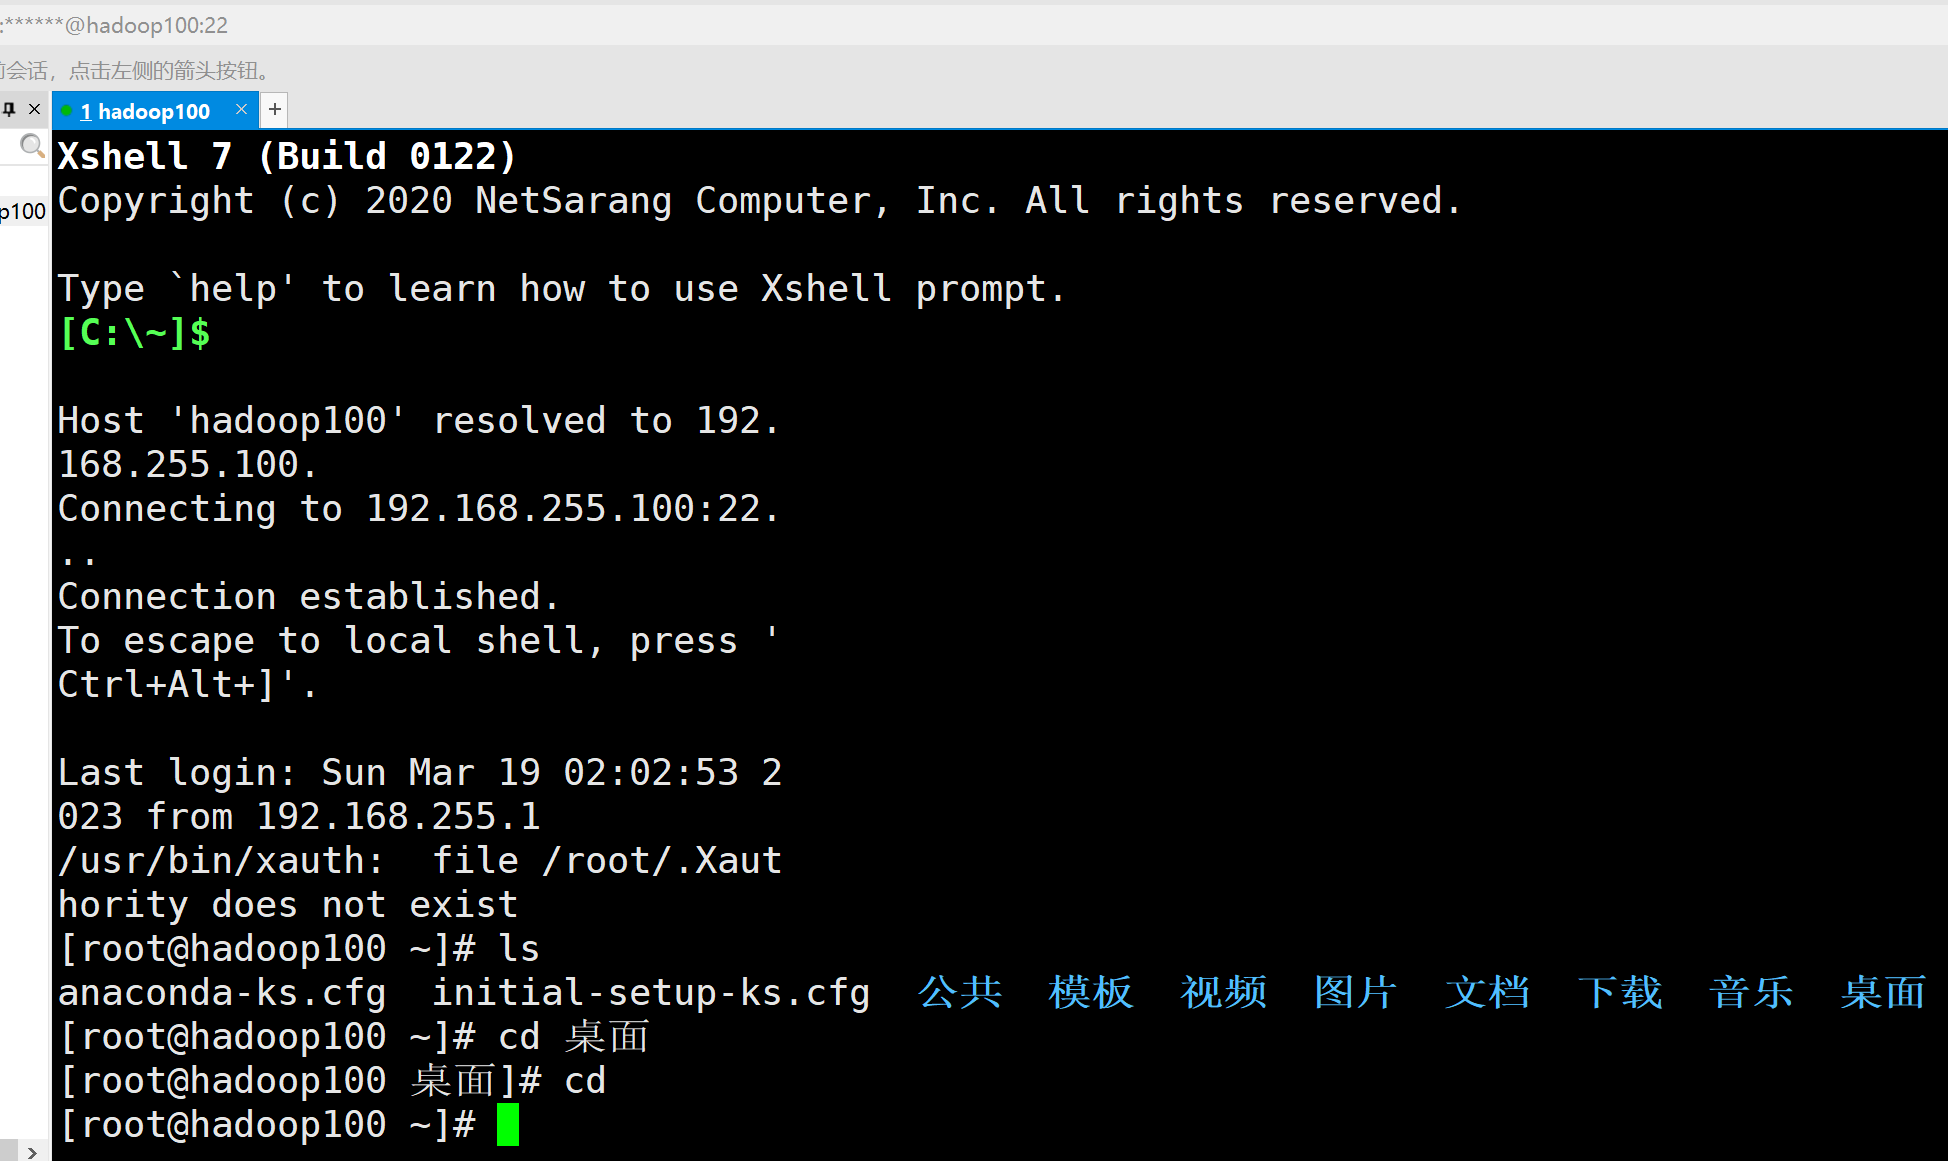 :******@hadoop100:22
前会话，点击左侧的箭头按钮。
1 hadoop100
p100
Xshell 7 (Build 0122)
Copyright (c) 2020 NetSarang Computer, Inc. All rights reserved.
Type `help' to learn how to use Xshell prompt.
[C:\~]$
Host 'hadoop100' resolved to 192.
168.255.100.
Connecting to 192.168.255.100:22.
..
Connection established.
To escape to local shell, press '
Ctrl+Alt+]'.
Last login: Sun Mar 19 02:02:53 2
023 from 192.168.255.1
/usr/bin/xauth:  file /root/.Xaut
hority does not exist
[root@hadoop100 ~]# ls
anaconda-ks.cfg  initial-setup-ks.cfg  公共  模板  视频  图片  文档  下载  音乐  桌面
[root@hadoop100 ~]# cd 桌面
[root@hadoop100 桌面]# cd
[root@hadoop100 ~]#